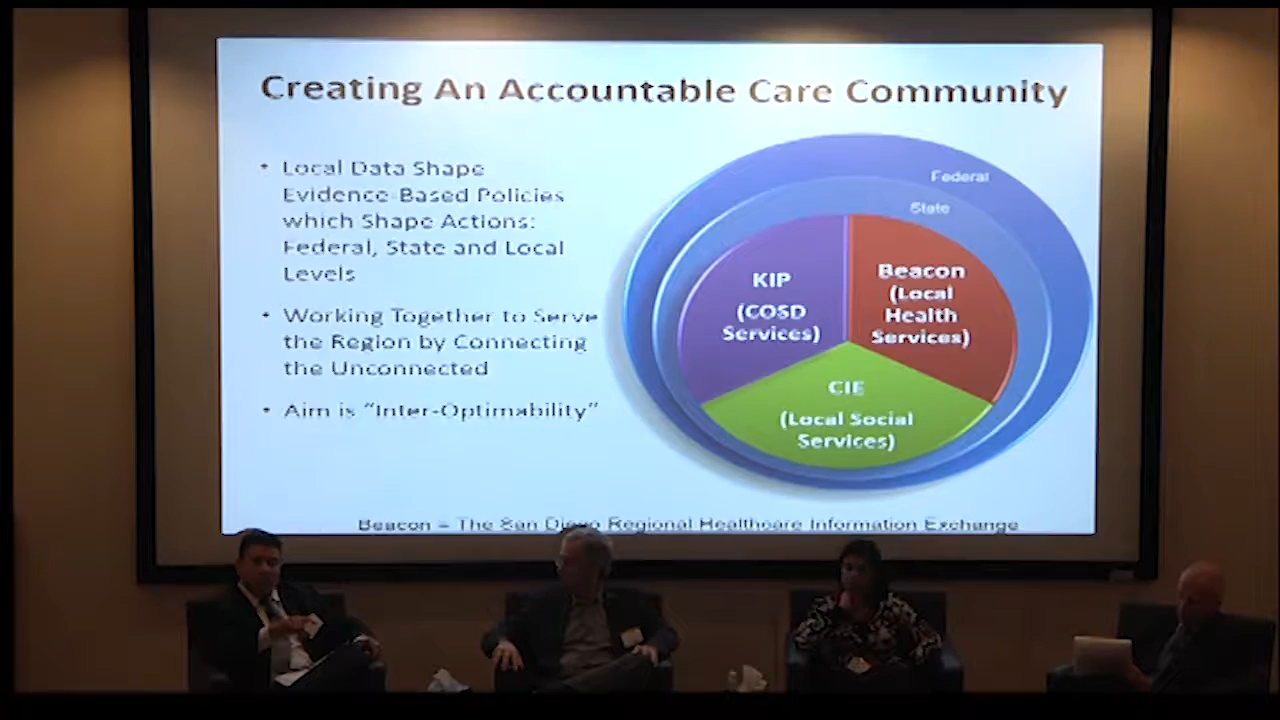 Creating An Accountable Care Community
• Local Data Shape
Evidence-Based Policies
which Shape Actions:
Federal, State and Local
Levels
• Working Together to Serve
the Region by Connecting
the Unconnected
• Aim is “Inter-Optimability”
Federal
State
KIP
(COSD
Services)
Beacon
(Local
Health
Services)
CIE
(Local Social
Services)
Beacon – The San Diego Regional Healthcare Information Exchange